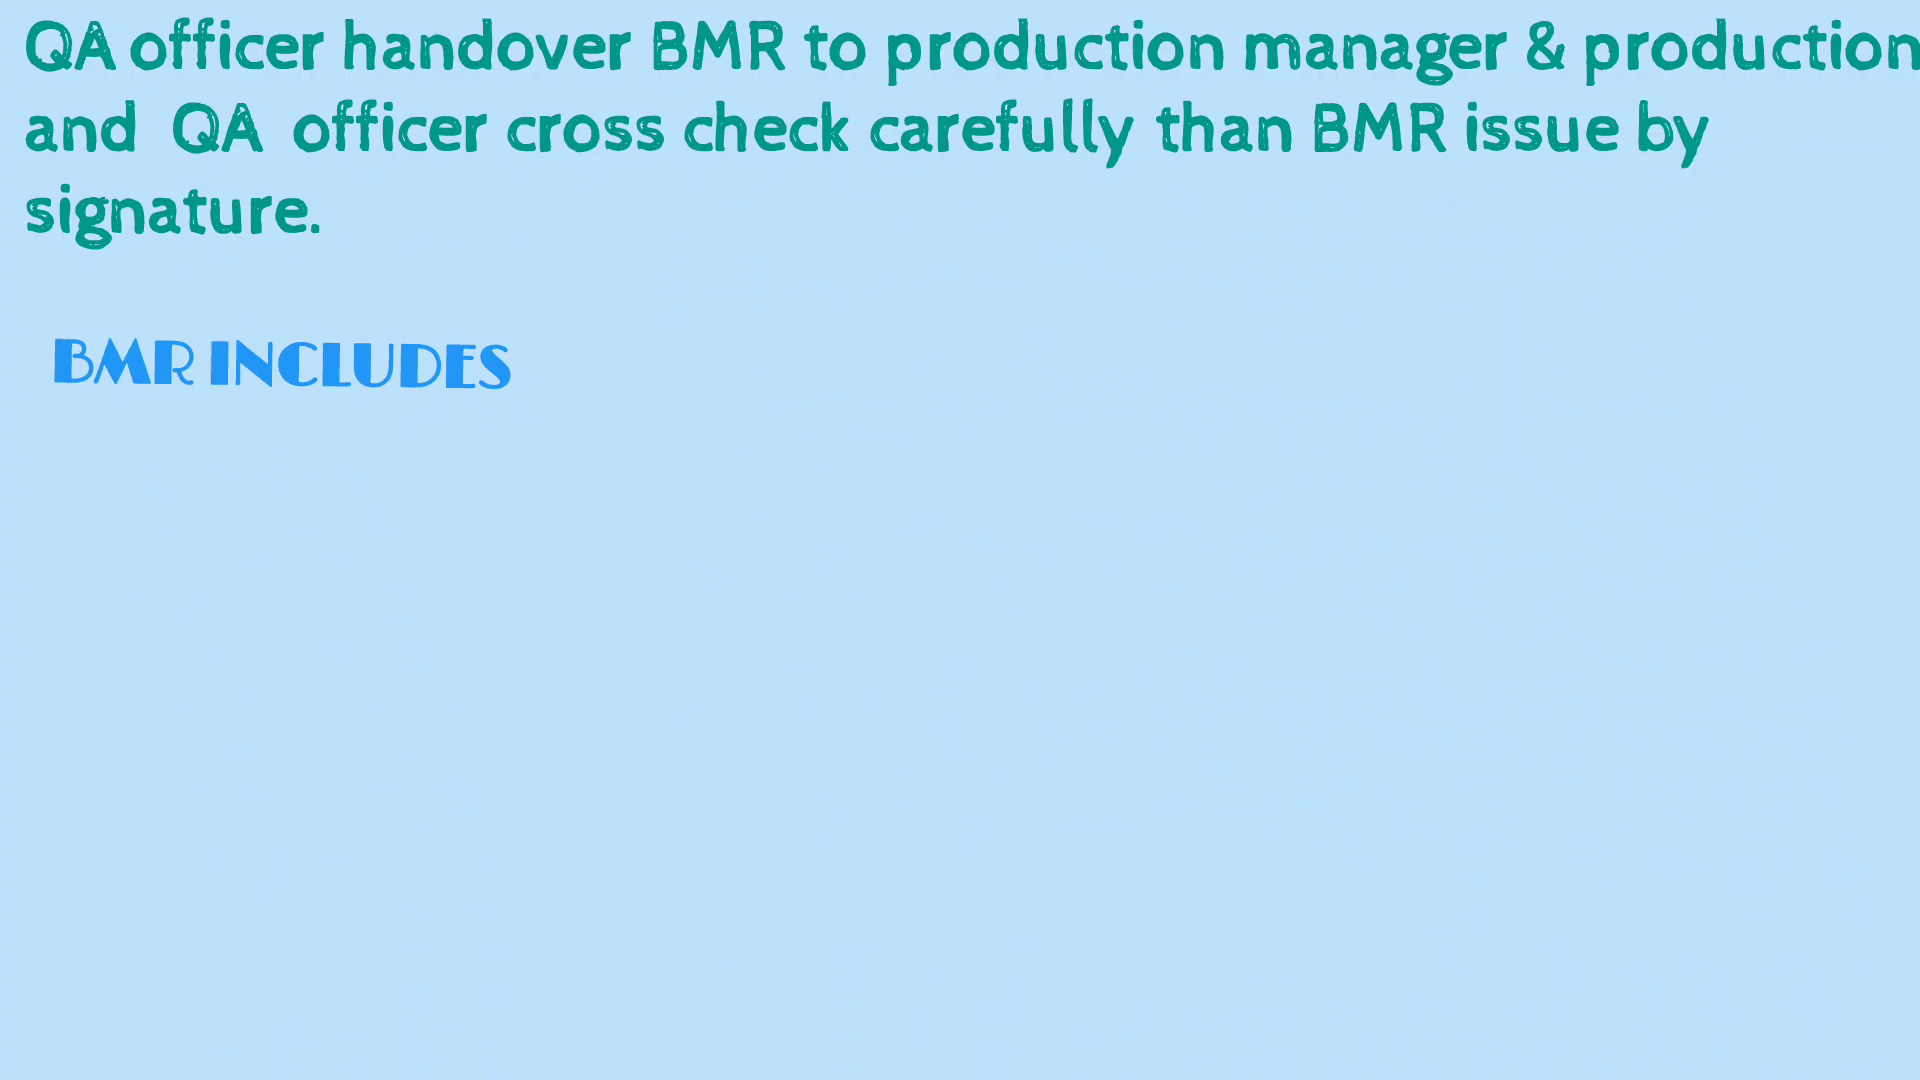 QA officer handover BMR to production manager & production
and QA officer cross check carefully than BMR issue by
signature.
BMR INCLUDES